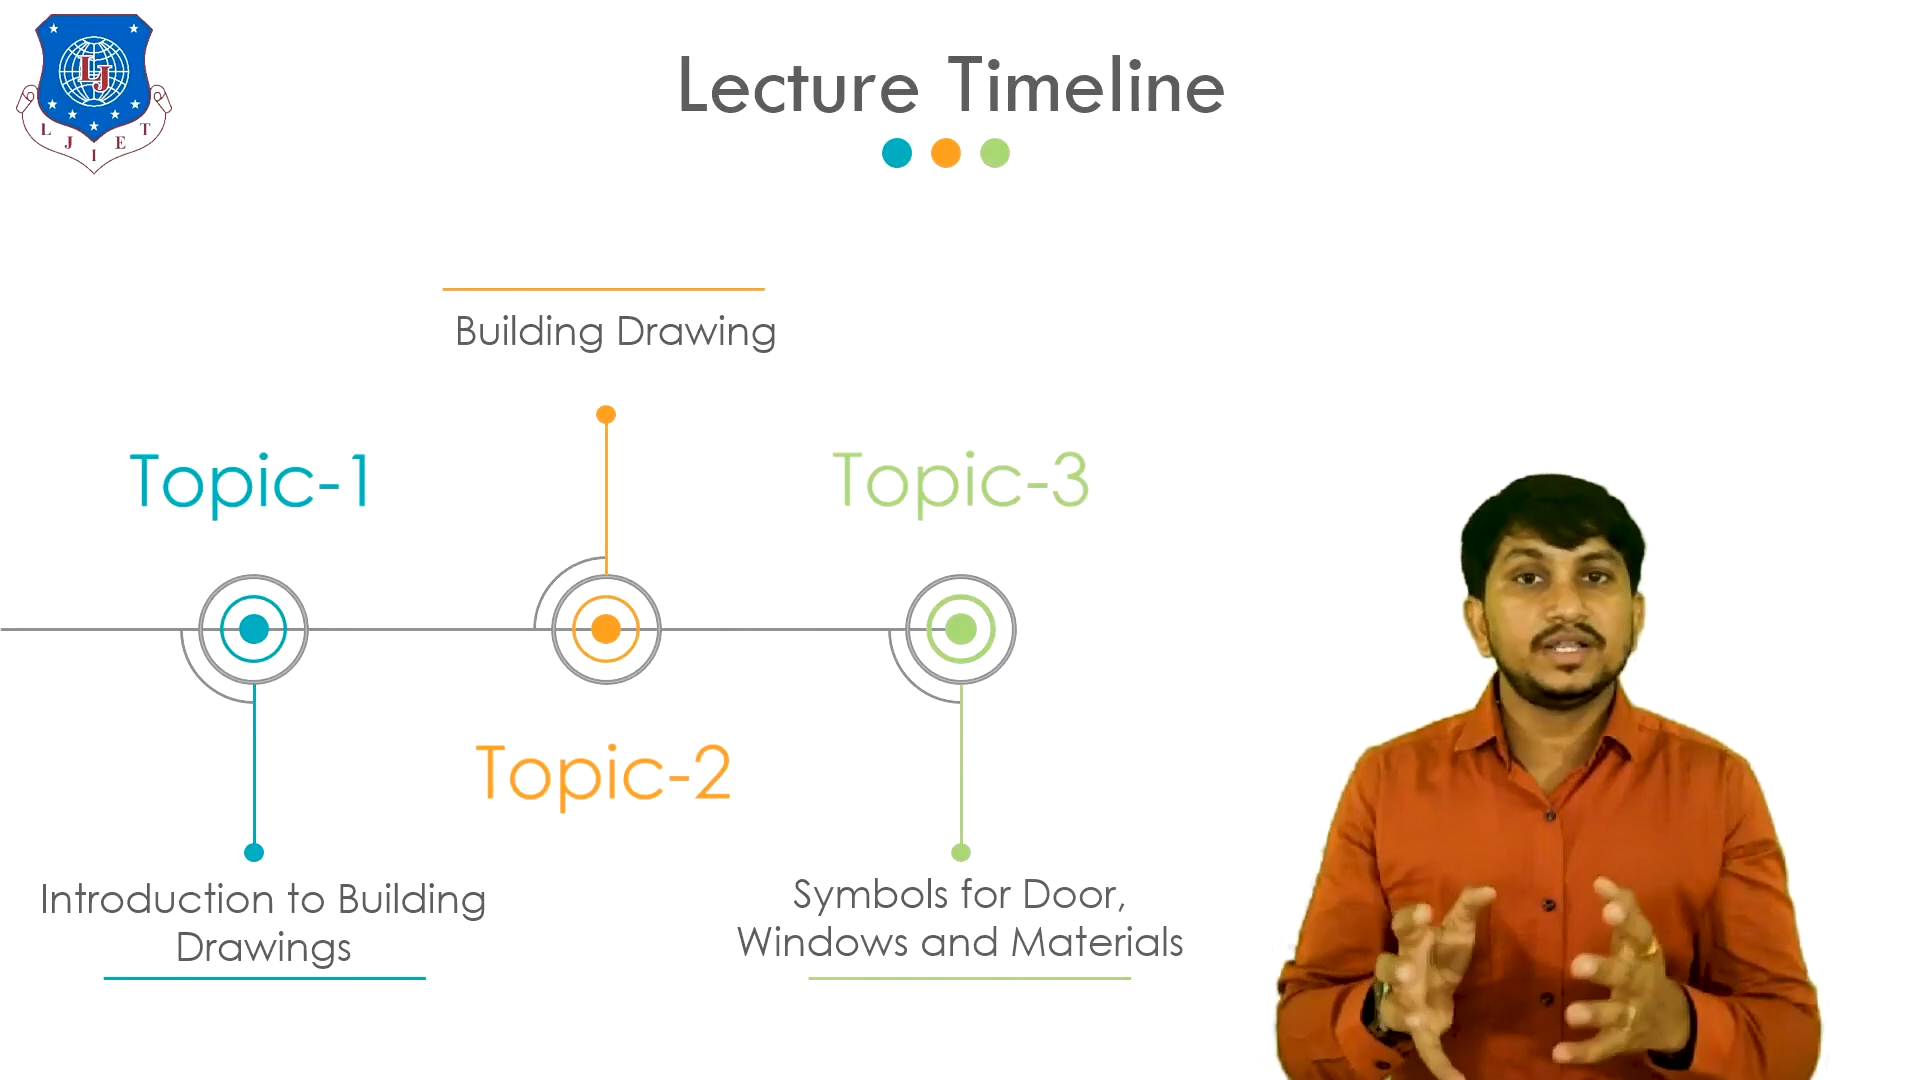 LJ
L J I E T
Lecture Timeline
Building Drawing
Topic-1
Topic-3
Topic-2
Introduction to Building
Drawings
Symbols for Door,
Windows and Materials